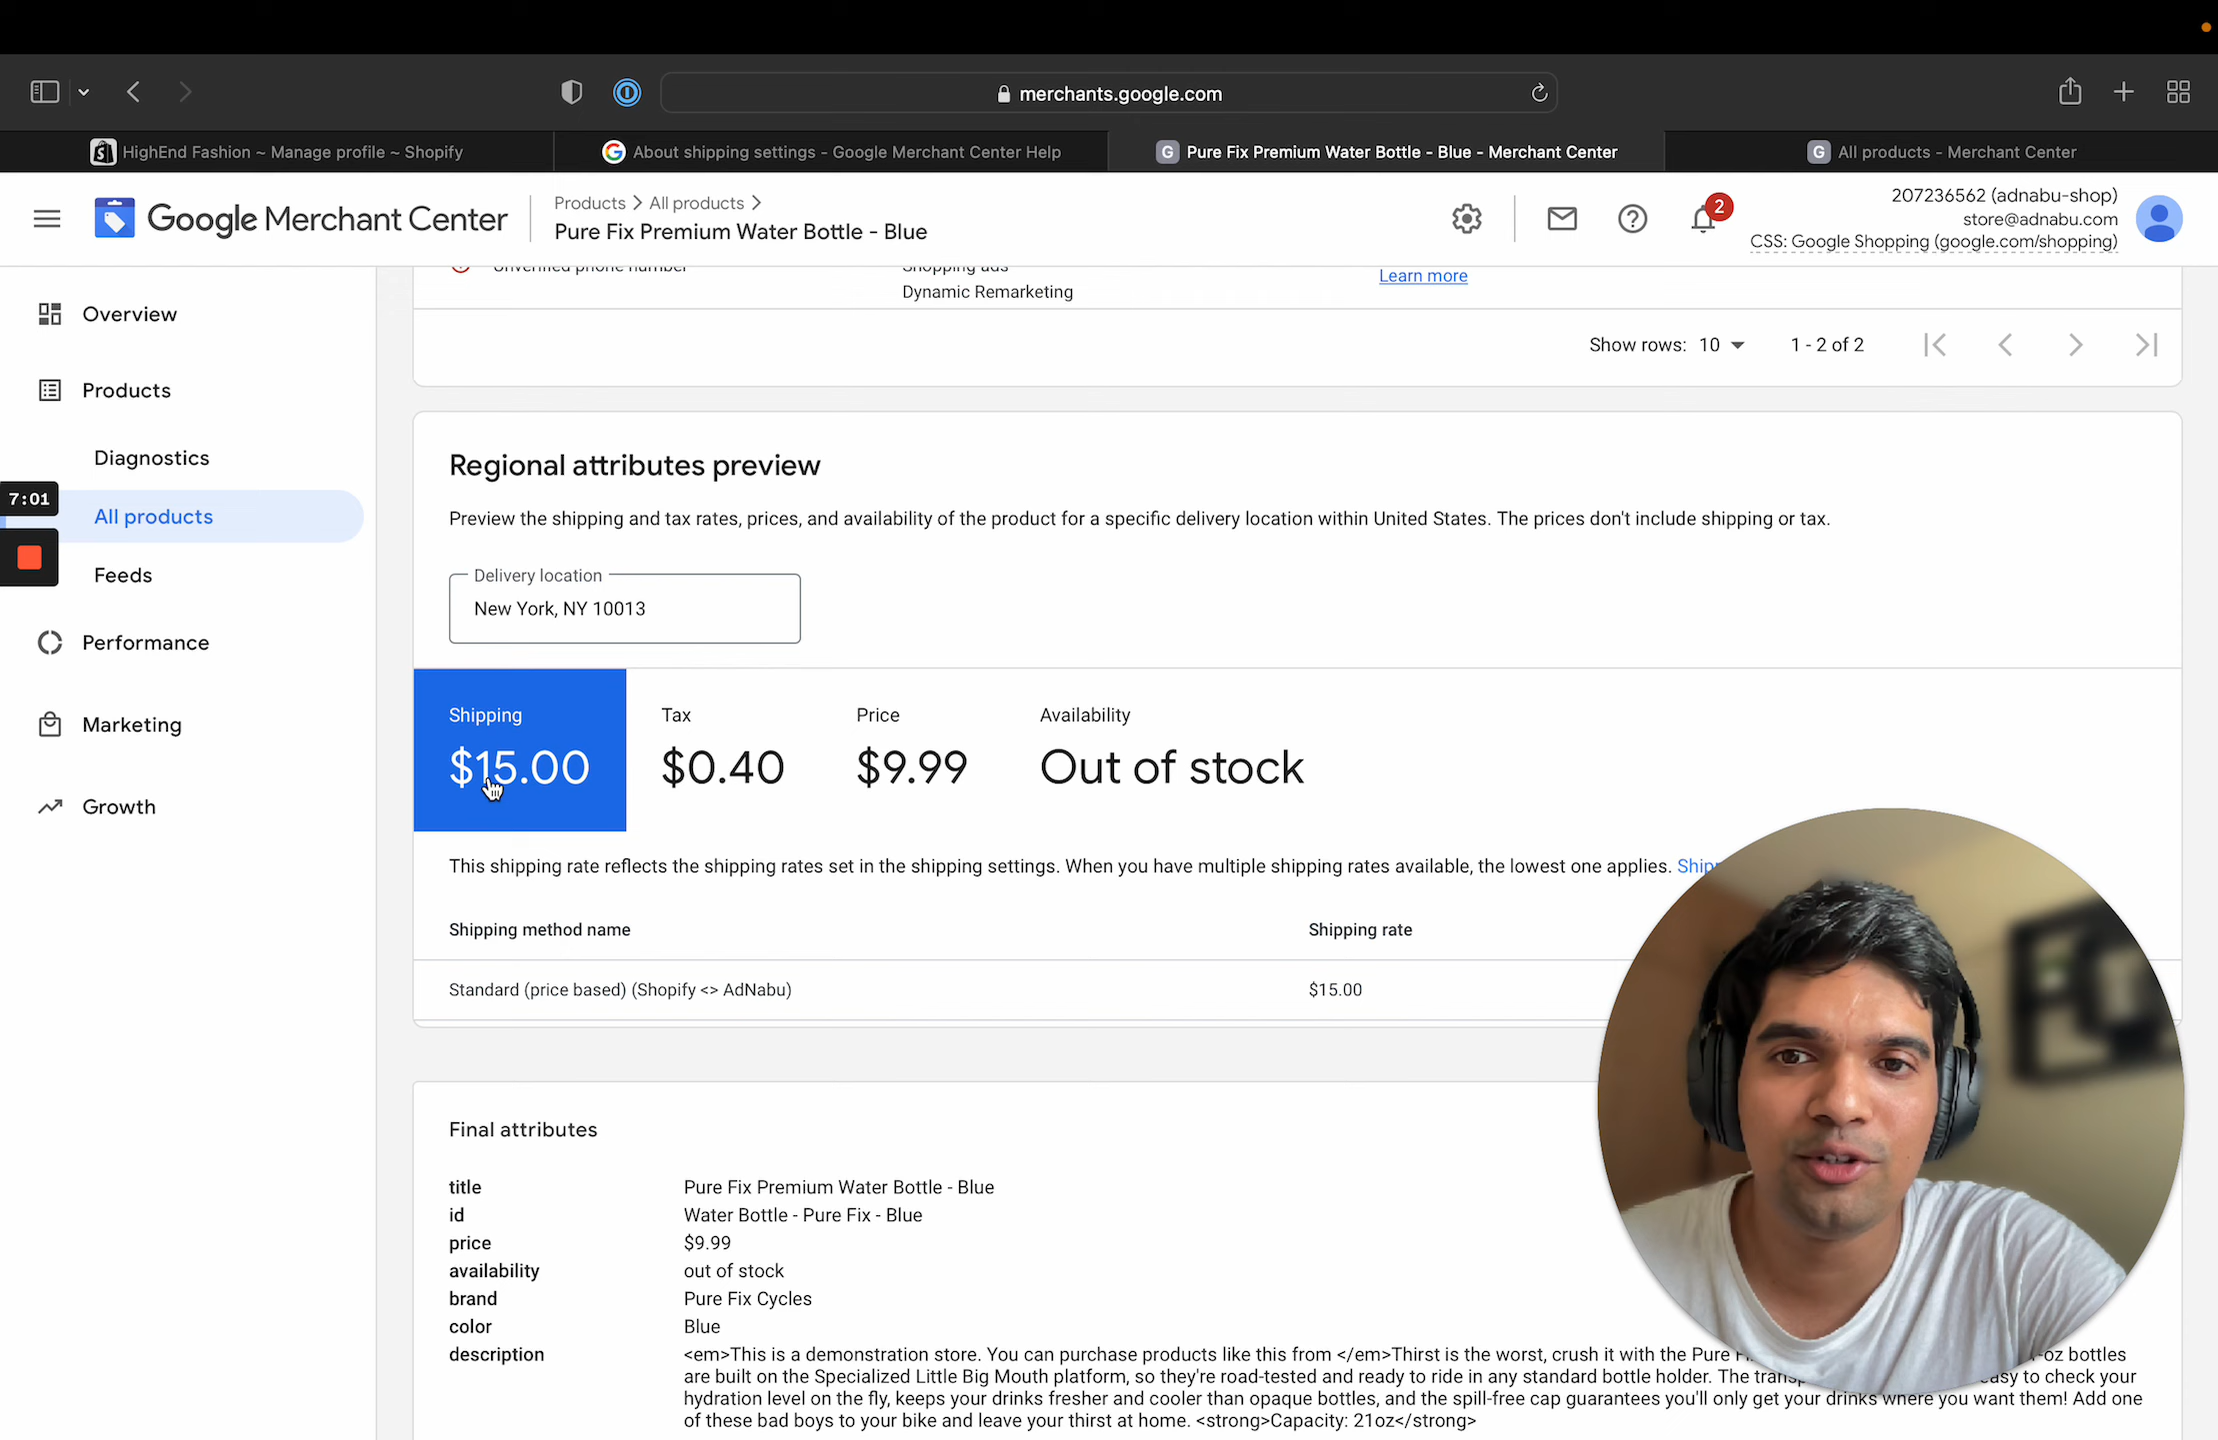 merchants.google.com
HighEnd Fashion ~ Manage profile ~ Shopify
About shipping settings - Google Merchant Center Help
Pure Fix Premium Water Bottle - Blue - Merchant Center
All products - Merchant Center
Google Merchant Center
Products > All products >
Pure Fix Premium Water Bottle - Blue
2
207236562 (adnabu-shop)
store@adnabu.com
CSS: Google Shopping (google.com/shopping)
Overview
Products
Diagnostics
7:01
All products
Feeds
Performance
Marketing
Growth
Unverified phone number
Shopping ads
Dynamic Remarketing
Learn more
Show rows: 10
1 - 2 of 2
Regional attributes preview
Preview the shipping and tax rates, prices, and availability of the product for a specific delivery location within United States. The prices don't include shipping or tax.
Delivery location
New York, NY 10013
Shipping
$15.00
Tax
$0.40
Price
$9.99
Availability
Out of stock
This shipping rate reflects the shipping rates set in the shipping settings. When you have multiple shipping rates available, the lowest one applies.
Shipping method name
Shipping rate
Standard (price based) (Shopify <> AdNabu)
$15.00
Final attributes
title Pure Fix Premium Water Bottle - Blue
id Water Bottle - Pure Fix - Blue
price $9.99
availability out of stock
brand Pure Fix Cycles
color Blue
description <em>This is a demonstration store. You can purchase products like this from </em>Thirst is the worst, crush it with the Pure -oz bottles
are built on the Specialized Little Big Mouth platform, so they're road-tested and ready to ride in any standard bottle holder. The to check your
hydration level on the fly, keeps your drinks fresher and cooler than opaque bottles, and the spill-free cap guarantees you'll only get your drinks where you want them! Add one
of these bad boys to your bike and leave your thirst at home. <strong>Capacity: 21oz</strong>